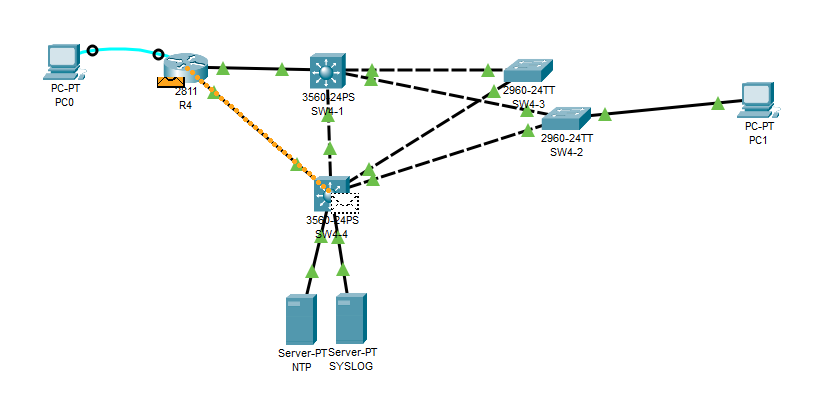 PC-PT
PC0
2811
R4
3560-24PS
SW4-1
2960-24TT
SW4-3
2960-24TT
SW4-2
PC-PT
PC1
3560-24PS
SW4-4
Server-PT
NTP
Server-PT
SYSLOG